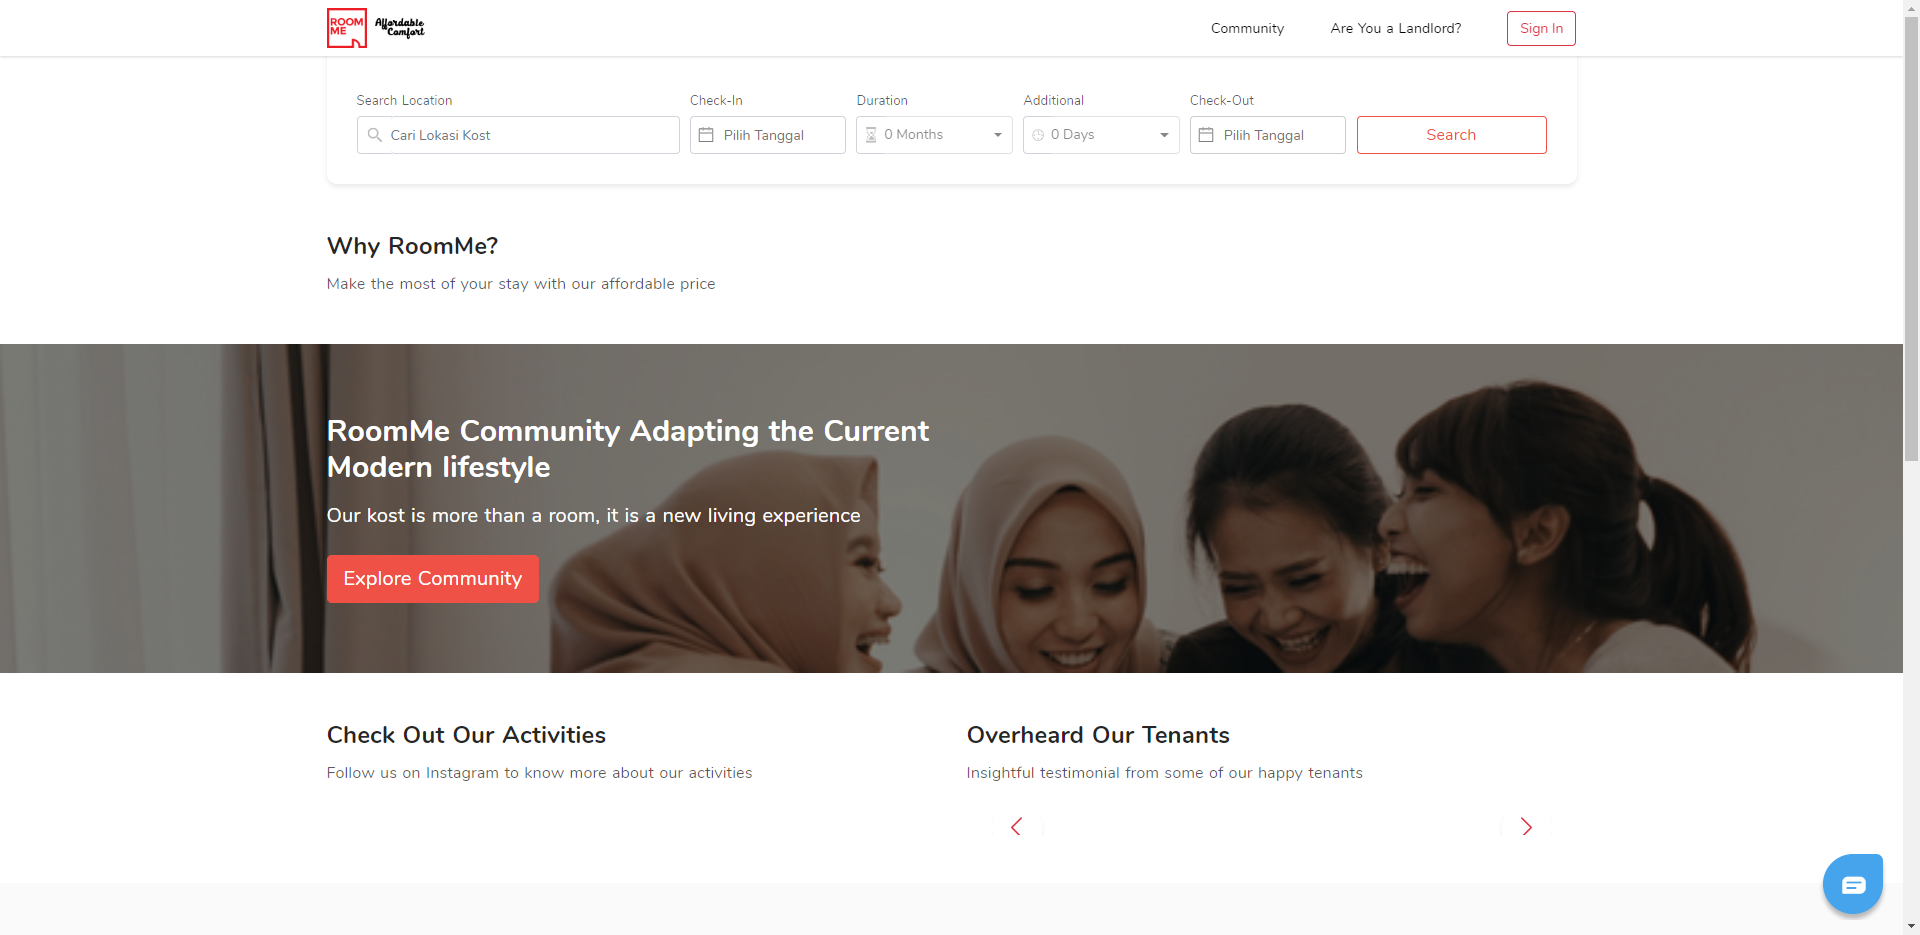 ROOM
ME
Affordable
Comfort
Community
Are You a Landlord?
Sign In
Search Location
Check-In
Duration
Additional
Check-Out
Cari Lokasi Kost
Pilih Tanggal
0 Months
0 Days
Pilih Tanggal
Search
Why RoomMe?
Make the most of your stay with our affordable price
RoomMe Community Adapting the Current
Modern lifestyle
Our kost is more than a room, it is a new living experience
Explore Community
Check Out Our Activities
Follow us on Instagram to know more about our activities
Overheard Our Tenants
Insightful testimonial from some of our happy tenants